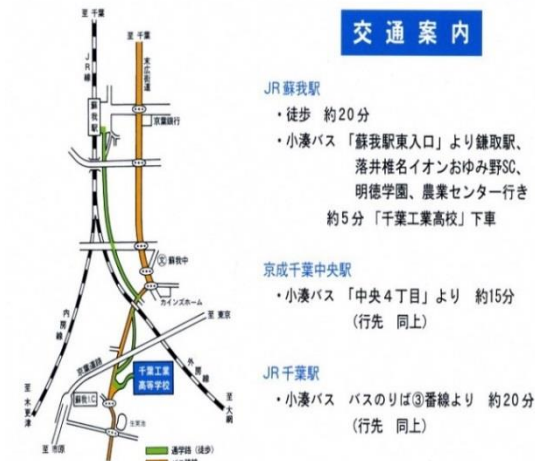 交通案内
JR蘇我駅
・徒歩 約20分
・小湊バス 「蘇我駅東入口」より鎌取駅、
落井椎名イオンおゆみ野SC、
明徳学園、農業センター行き
約5分 「千葉工業高校」下車
京成千葉中央駅
・小湊バス 「中央4丁目」より 約15分
(行先 同上)
JR千葉駅
・小湊バス バスのりば③番線より 約20分
(行先 同上)
至 千葉
至 千葉
JR線
末広街道
蘇我駅
京葉銀行
文 蘇我中
カインズホーム
内房線
至 東京
京葉道路
外房線
千葉工業
高等学校
至 木更津
蘇我IC
至 大網
生実池
至 市原
通学路 (徒歩)